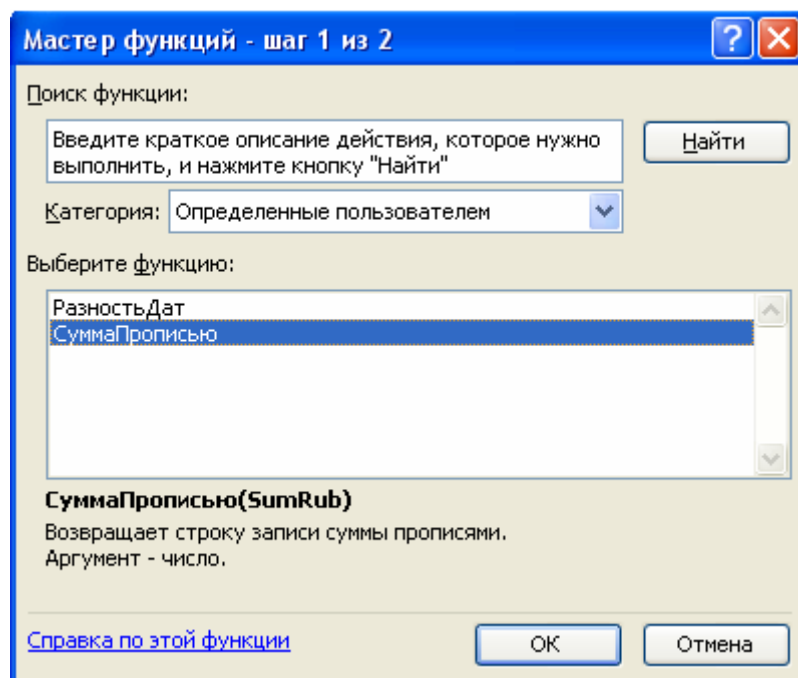 Мастер функций - шаг 1 из 2
Поиск функции:
Введите краткое описание действия, которое нужно
выполнить, и нажмите кнопку "Найти"
Найти
Категория: Определенные пользователем
Выберите функцию:
РазностьДат
СуммаПрописью
СуммаПрописью(SumRub)
Возвращает строку записи суммы прописями.
Аргумент - число.
Справка по этой функции
ОК
Отмена